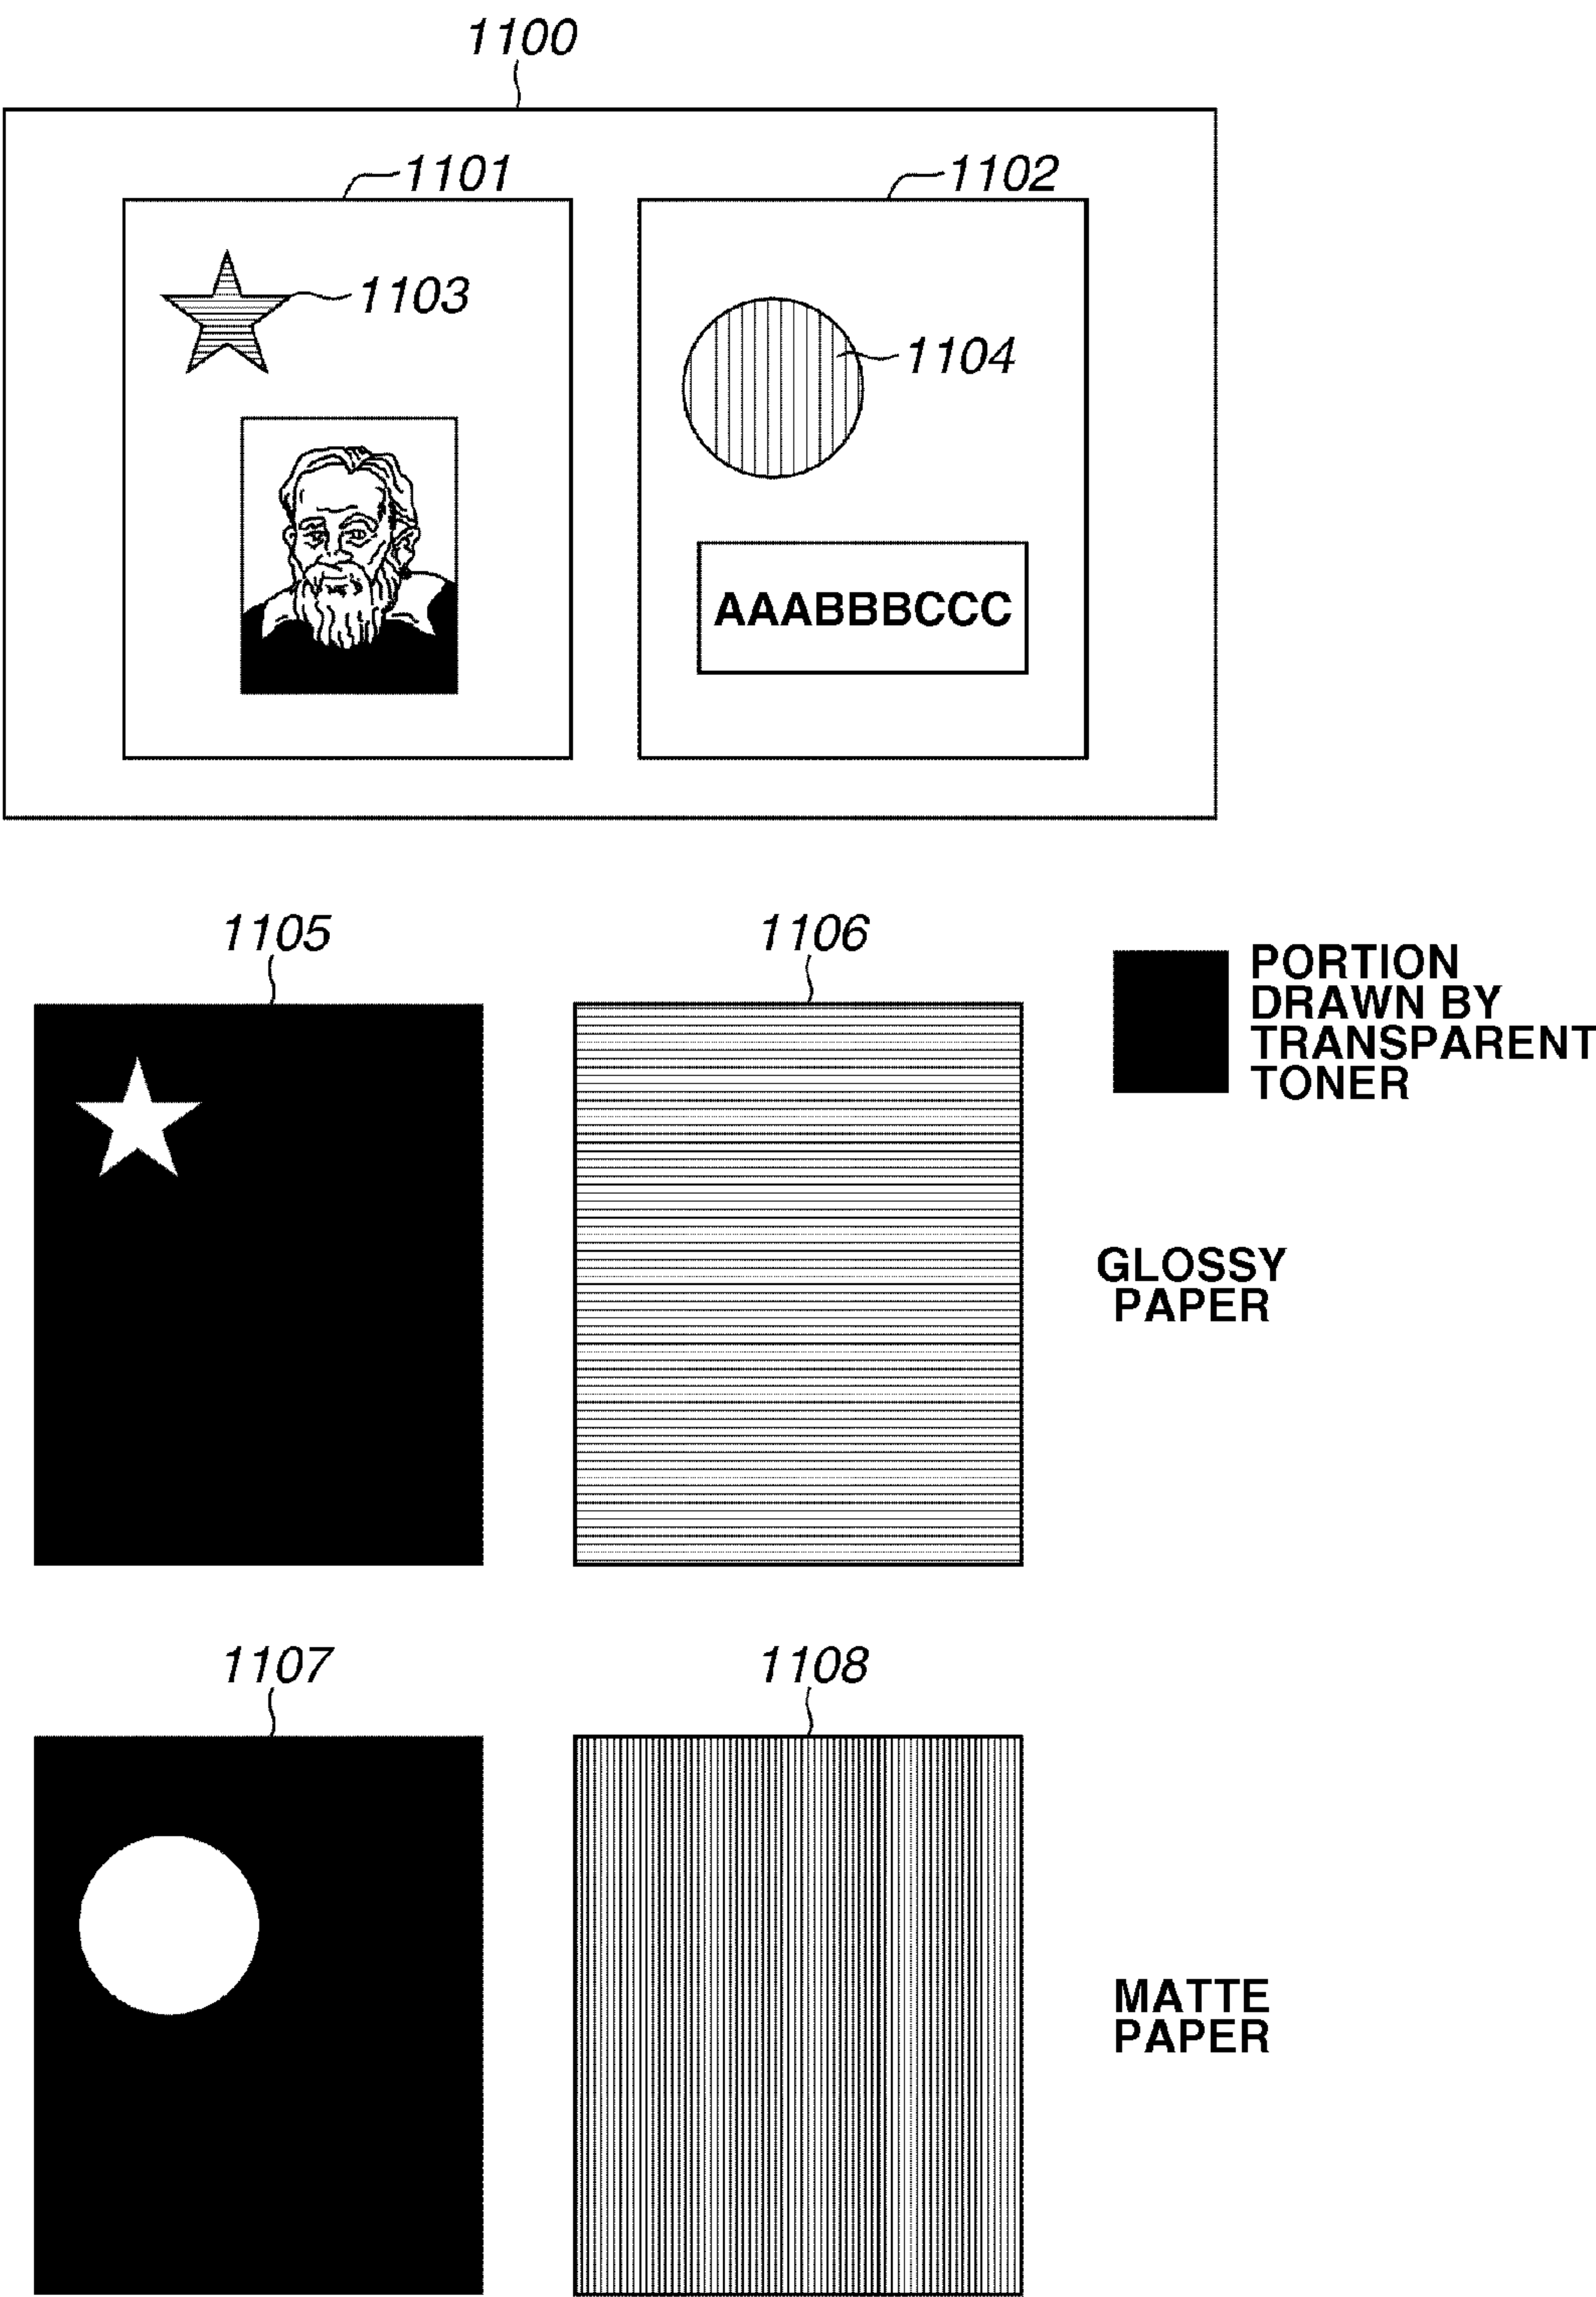 1100
1101
1102
1103
1104
AAABBBCCC
1105
1106
PORTION
DRAWN BY
TRANSPARENT
TONER
GLOSSY
PAPER
1107
1108
MATTE
PAPER